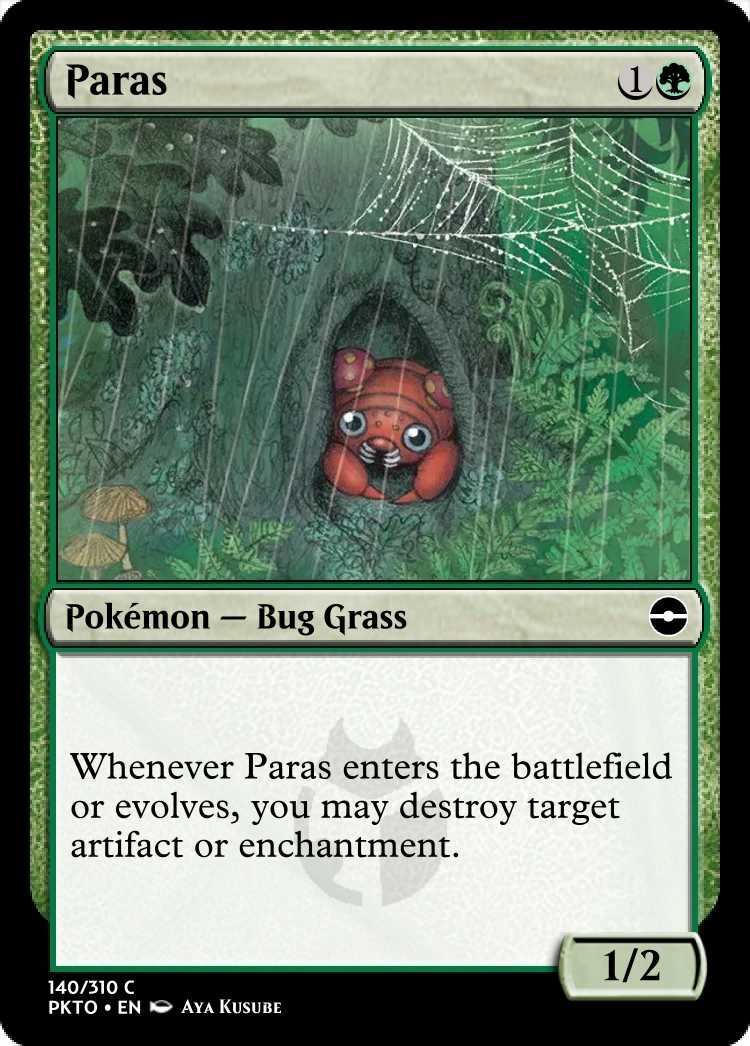 Paras 1
Pokémon — Bug Grass
Whenever Paras enters the battlefield
or evolves, you may destroy target
artifact or enchantment.
1/2
140/310 C
PKTO • EN Aya Kusube